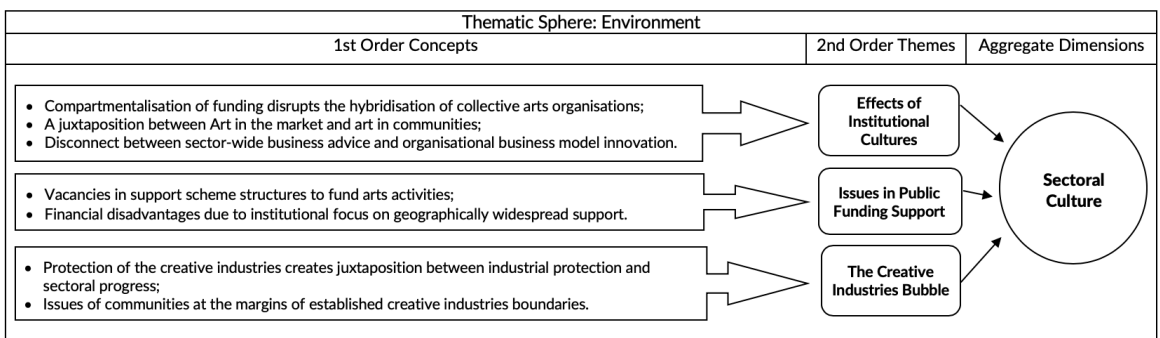 Thematic Sphere: Environment
1st Order Concepts
2nd Order Themes
Aggregate Dimensions
• Compartmentalisation of funding disrupts the hybridisation of collective arts organisations;
• A juxtaposition between Art in the market and art in communities;
• Disconnect between sector-wide business advice and organisational business model innovation.
Effects of
Institutional
Cultures
• Vacancies in support scheme structures to fund arts activities;
• Financial disadvantages due to institutional focus on geographically widespread support.
Issues in Public
Funding Support
• Protection of the creative industries creates juxtaposition between industrial protection and
sectoral progress;
• Issues of communities at the margins of established creative industries boundaries.
The Creative
Industries Bubble
Sectoral
Culture